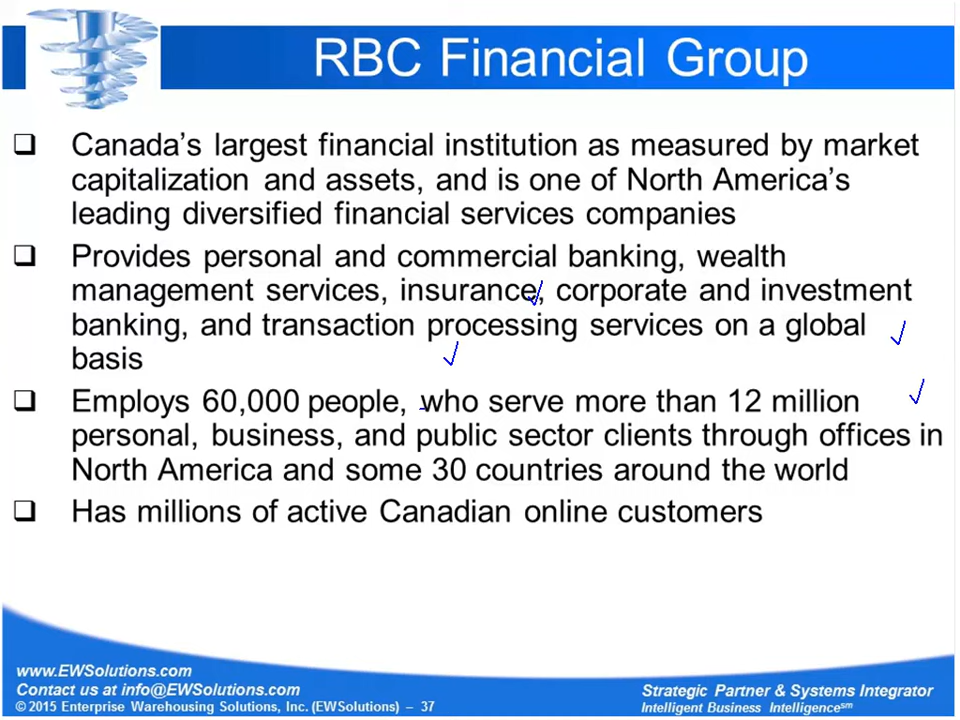 RBC Financial Group
❑ Canada's largest financial institution as measured by market
capitalization and assets, and is one of North America's
leading diversified financial services companies
❑ Provides personal and commercial banking, wealth
management services, insurance, corporate and investment
banking, and transaction processing services on a global
basis
❑ Employs 60,000 people, who serve more than 12 million
personal, business, and public sector clients through offices in
North America and some 30 countries around the world
❑ Has millions of active Canadian online customers
www.EWSolutions.com
Contact us at info@EWSolutions.com
© 2015 Enterprise Warehousing Solutions, Inc. (EWSolutions) – 37
Strategic Partner & Systems Integrator
Intelligent Business Intelligence℠